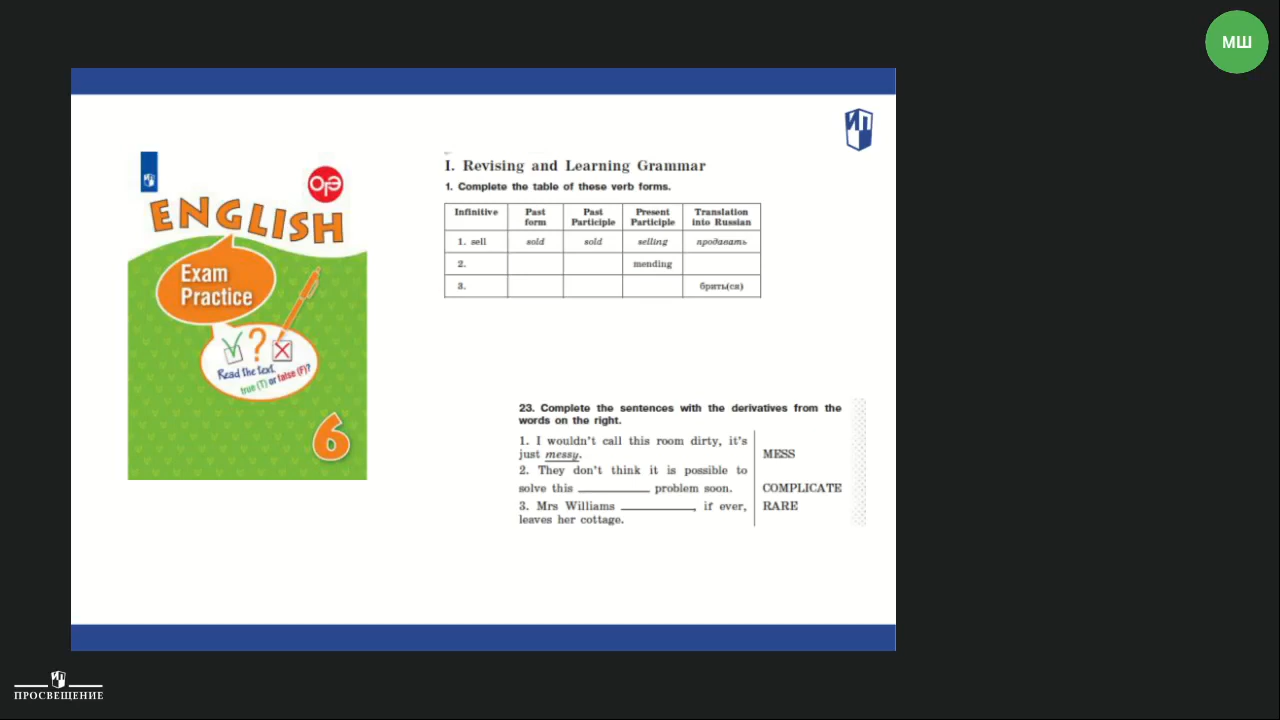 МШ
ИП
ОГЭ
ENGLISH
Exam
Practice
Read the text.
true (T) or false (F)?
6
I. Revising and Learning Grammar
1. Complete the table of these verb forms.
Infinitive Past form Past Participle Present Participle Translation into Russian
1. sell sold sold selling продавать
2. mending
3. брить(ся)
23. Complete the sentences with the derivatives from the
words on the right.
1. I wouldn't call this room dirty, it's
just messy. MESS
2. They don't think it is possible to
solve this ________ problem soon. COMPLICATE
3. Mrs Williams ________, if ever, RARE
leaves her cottage.
ПРОСВЕЩЕНИЕ